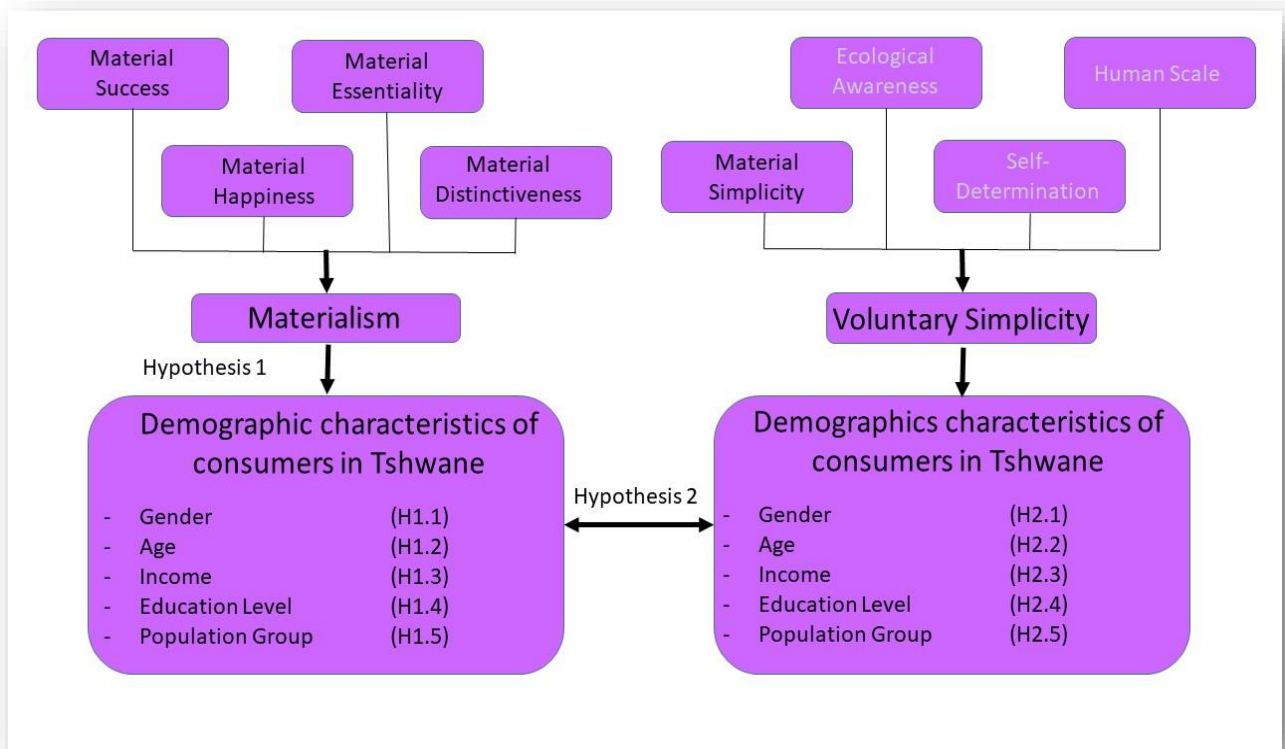 Material
Success
Material
Essentiality
Material
Happiness
Material
Distinctiveness
Ecological
Awareness
Human Scale
Material
Simplicity
Self-
Determination
Materialism
Voluntary Simplicity
Hypothesis 1
Demographic characteristics of
consumers in Tshwane
- Gender (H1.1)
- Age (H1.2)
- Income (H1.3)
- Education Level (H1.4)
- Population Group (H1.5)
Hypothesis 2
Demographics characteristics of
consumers in Tshwane
- Gender (H2.1)
- Age (H2.2)
- Income (H2.3)
- Education Level (H2.4)
- Population Group (H2.5)